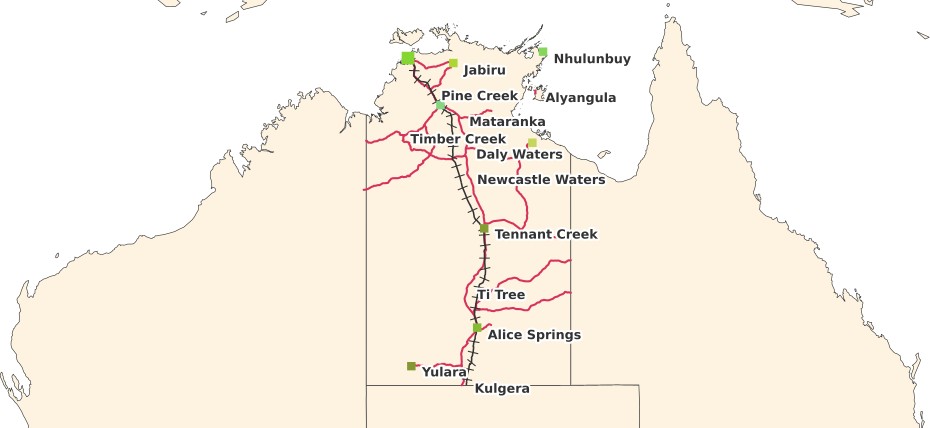 Nhulunbuy
Jabiru
Pine Creek
Alyangula
Mataranka
Timber Creek
Daly Waters
Newcastle Waters
Tennant Creek
Ti Tree
Alice Springs
Yulara
Kulgera